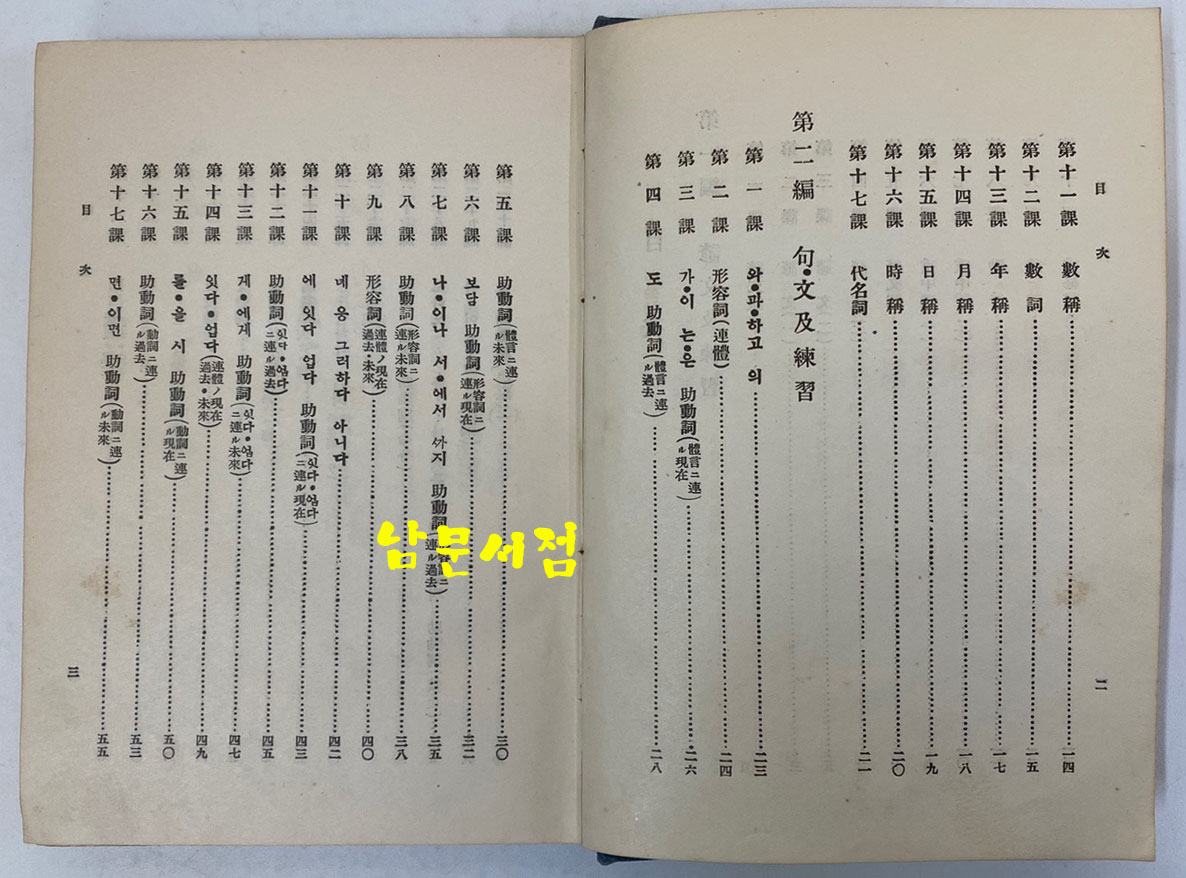 目次
第十一課 數稱 一四
第十二課 數詞 一五
第十三課 年稱 一七
第十四課 月稱 一八
第十五課 日稱 一九
第十六課 時稱 二〇
第十七課 代名詞 二一
第二編 句・文及練習
第一課 와・과・하고 의 二三
第二課 形容詞(連體) 二四
第三課 가・이 는・은 助動詞(體言ニ連ル現在) 二六
第四課 도 助動詞(體言ニ連ル過去) 二八
二
第五課 助動詞(體言ニ連ル未來) 三〇
第六課 보담 助動詞(形容詞ニ連ル現在) 三二
第七課 나・이나 서・에서 ᄭᅡ지 助動詞(形容詞ニ連ル過去) 三五
第八課 助動詞(形容詞ニ連ル未來) 三八
第九課 形容詞(連體ノ現在過去・未來) 四〇
第十課 네 응 그러하다 아니다 四二
第十一課 에 잇다 업다 助動詞(잇다・업다ニ連ル現在) 四三
第十二課 助動詞(잇다・업다ニ連ル過去) 四五
第十三課 게・에게 助動詞(잇다・업다ニ連ル未來) 四七
第十四課 잇다・업다(連體ノ現在過去・未來) 四九
第十五課 를・을 시 助動詞(動詞ニ連ル現在) 五〇
第十六課 助動詞(動詞ニ連ル過去) 五三
第十七課 면・이면 助動詞(動詞ニ連ル未來) 五五
目次
三
남문서점